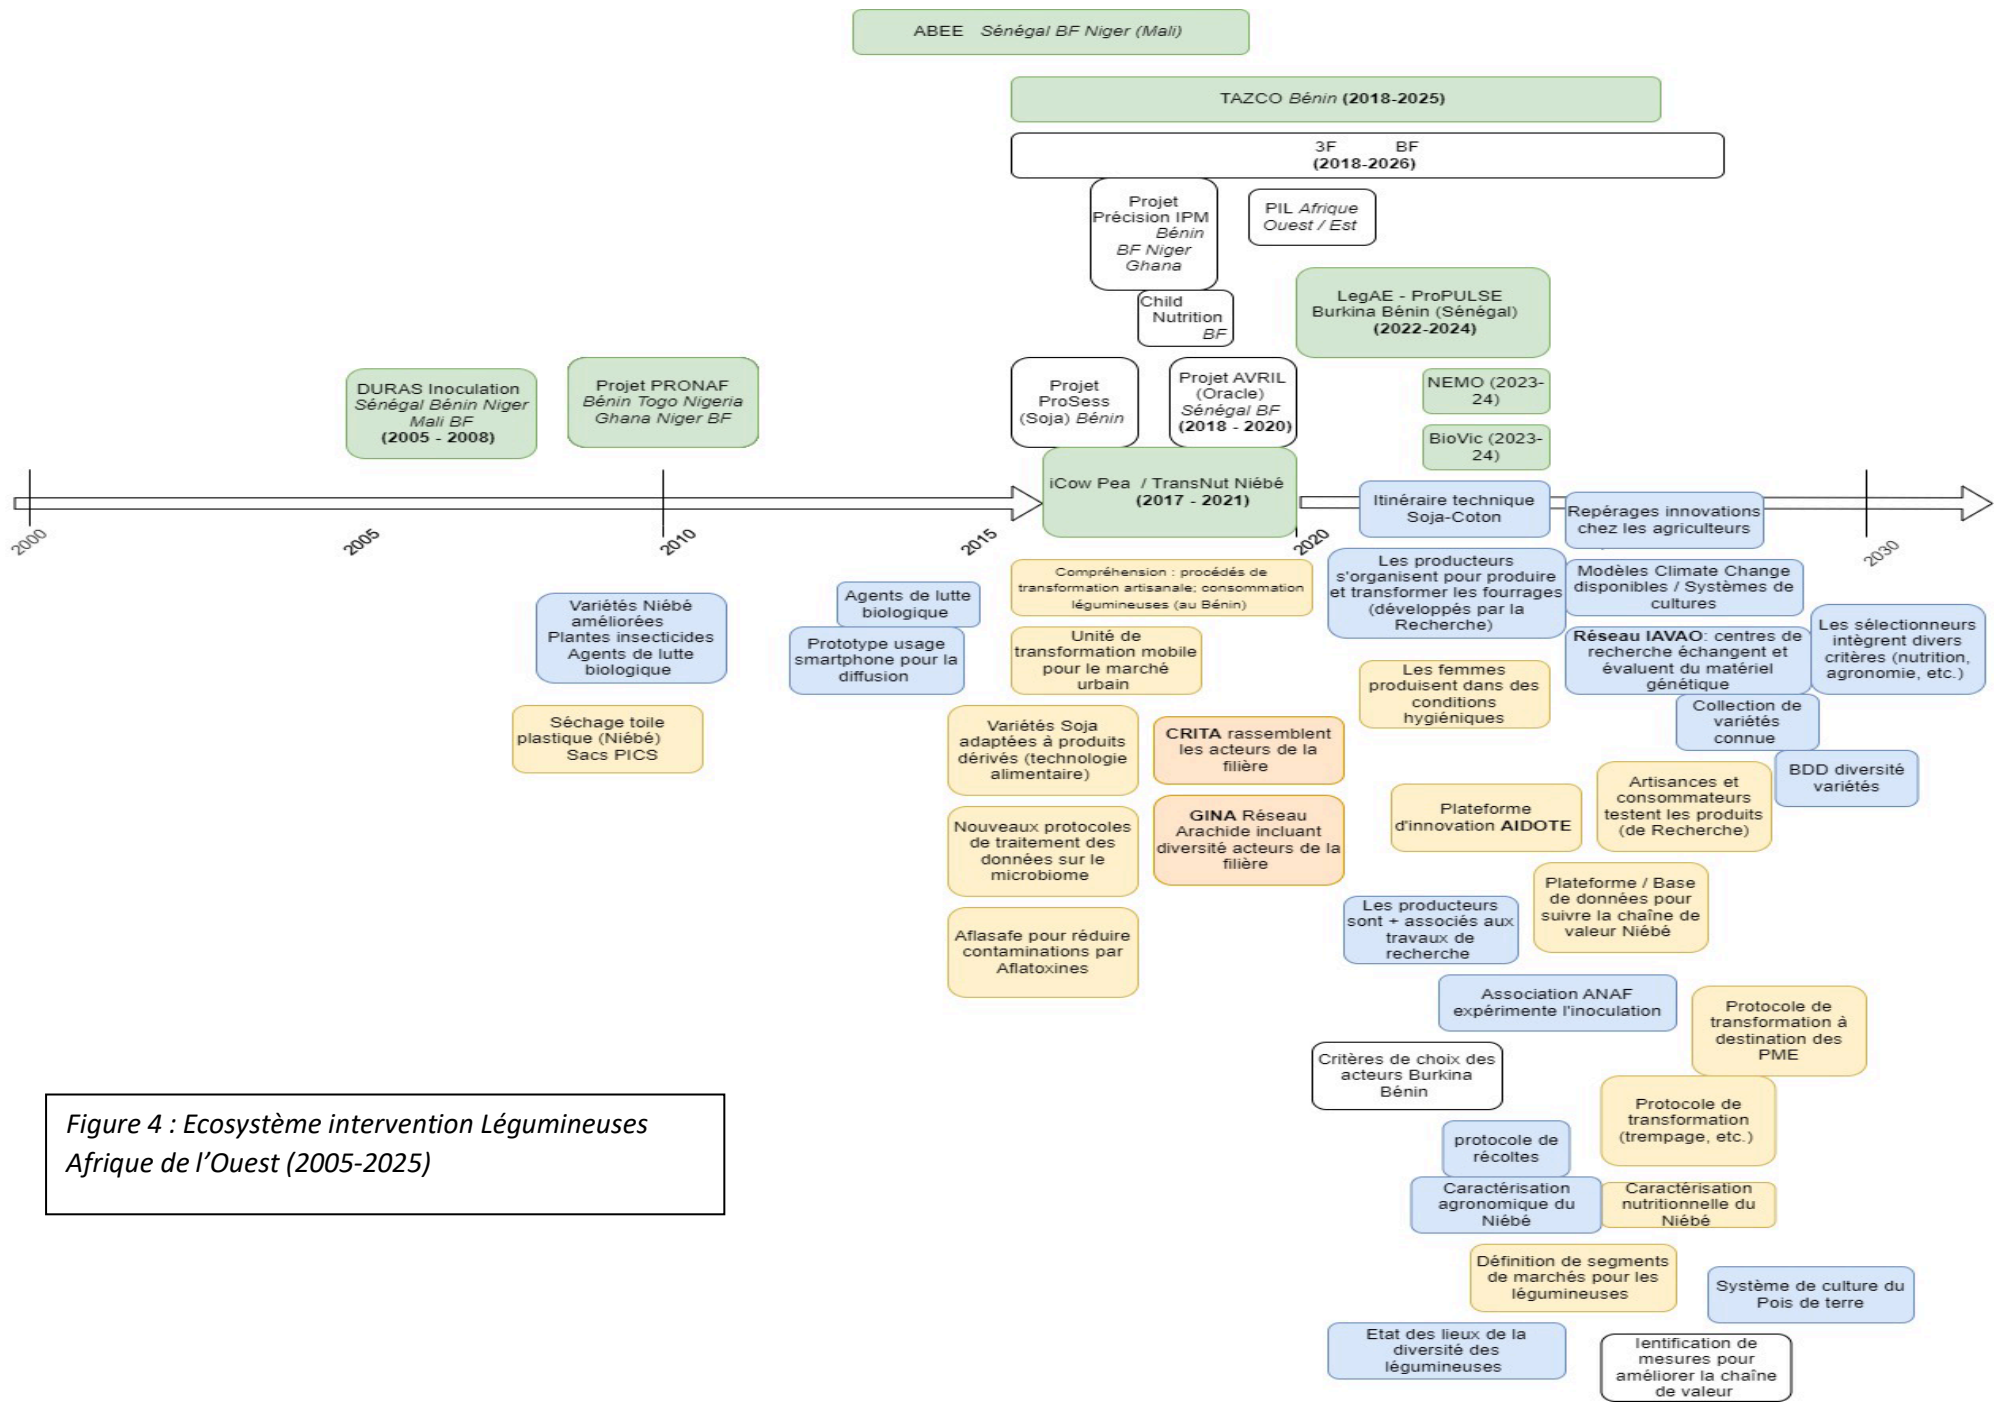 ABEE Sénégal BF Niger (Mali)
TAZCO Bénin (2018-2025)
3F BF
(2018-2026)
Projet
Précision IPM
Bénin
BF Niger
Ghana
PIL Afrique
Ouest / Est
Child
Nutrition
BF
LegAE - ProPULSE
Burkina Bénin (Sénégal)
(2022-2024)
DURAS Inoculation
Sénégal Bénin Niger
Mali BF
(2005 - 2008)
Projet PRONAF
Bénin Togo Nigeria
Ghana Niger BF
Projet
ProSess
(Soja) Bénin
Projet AVRIL
(Oracle)
Sénégal BF
(2018 - 2020)
NEMO (2023-
24)
BioVic (2023-
24)
iCow Pea / TransNut Niébé
(2017 - 2021)
Itinéraire technique
Soja-Coton
Repérages innovations
chez les agriculteurs
2000
2005
2010
2015
2020
2030
Variétés Niébé
améliorées
Plantes insecticides
Agents de lutte
biologique
Séchage toile
plastique (Niébé)
Sacs PICS
Agents de lutte
biologique
Prototype usage
smartphone pour la
diffusion
Compréhension : procédés de
transformation artisanale; consommation
légumineuses (au Bénin)
Unité de
transformation mobile
pour le marché
urbain
Variétés Soja
adaptées à produits
dérivés (technologie
alimentaire)
Nouveaux protocoles
de traitement des
données sur le
microbiome
Aflasafe pour réduire
contaminations par
Aflatoxines
CRITA rassemblent
les acteurs de la
filière
GINA Réseau
Arachide incluant
diversité acteurs de la
filière
Les producteurs
s'organisent pour produire
et transformer les fourrages
(développés par la
Recherche)
Modèles Climate Change
disponibles / Systèmes de
cultures
Réseau IAVAO: centres de
recherche échangent et
évaluent du matériel
génétique
Les sélectionneurs
intègrent divers
critères (nutrition,
agronomie, etc.)
Les femmes
produisent dans des
conditions
hygiéniques
Collection de
variétés
connue
BDD diversité
variétés
Plateforme
d'innovation AIDOTE
Artisances et
consommateurs
testent les produits
(de Recherche)
Plateforme / Base
de données pour
suivre la chaîne de
valeur Niébé
Les producteurs
sont + associés aux
travaux de
recherche
Association ANAF
expérimente l'inoculation
Protocole de
transformation à
destination des
PME
Critères de choix des
acteurs Burkina
Bénin
Protocole de
transformation
(trempage, etc.)
protocole de
récoltes
Caractérisation
agronomique du
Niébé
Caractérisation
nutritionnelle du
Niébé
Définition de segments
de marchés pour les
légumineuses
Système de culture du
Pois de terre
Etat des lieux de la
diversité des
légumineuses
Ientification de
mesures pour
améliorer la chaîne
de valeur
Figure 4 : Ecosystème intervention Légumineuses
Afrique de l'Ouest (2005-2025)